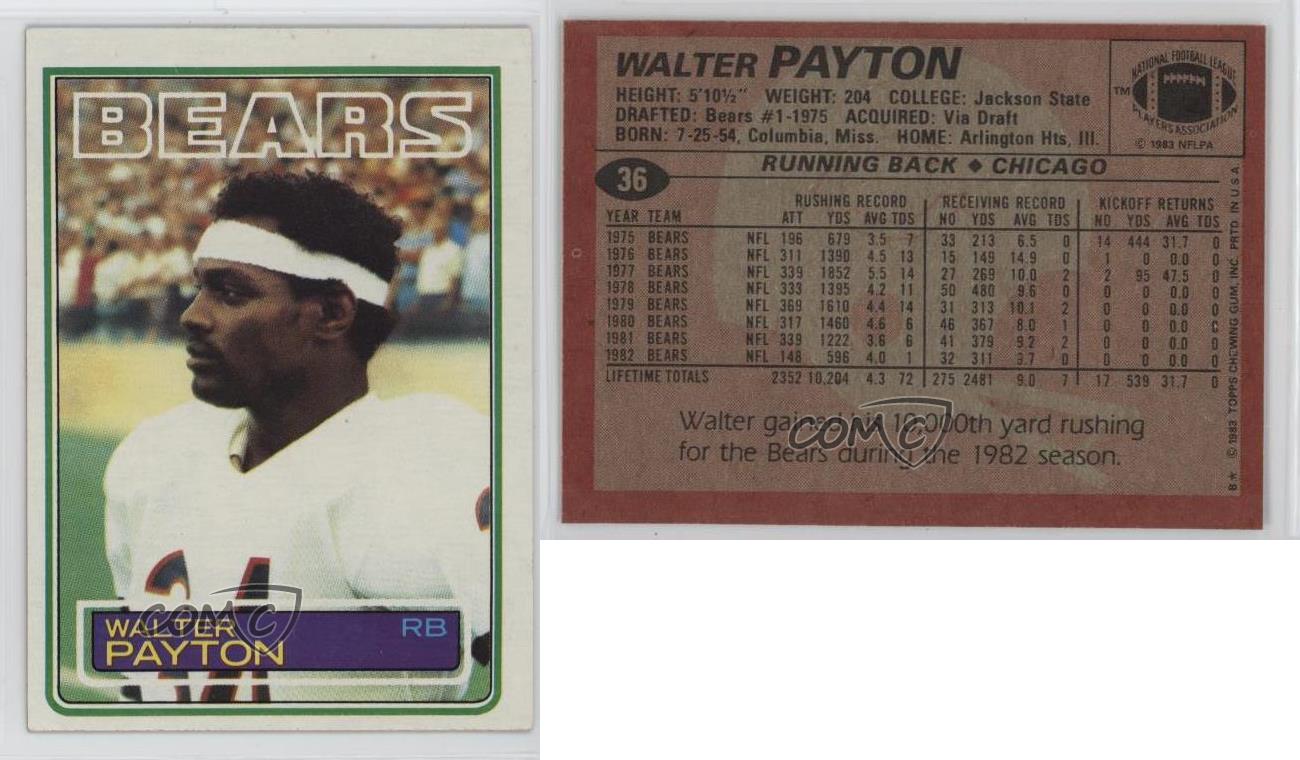 BEARS
WALTER RB
PAYTON
COMC
WALTER PAYTON
HEIGHT: 5'10½" WEIGHT: 204 COLLEGE: Jackson State
DRAFTED: Bears #1-1975 ACQUIRED: Via Draft
BORN: 7-25-54, Columbia, Miss. HOME: Arlington Hts, Ill.
NATIONAL FOOTBALL LEAGUE
PLAYERS ASSOCIATION
TM
© 1983 NFLPA
36
RUNNING BACK ◆ CHICAGO
RUSHING RECORD RECEIVING RECORD KICKOFF RETURNS
YEAR TEAM ATT YDS AVG TDS NO YDS AVG TDS NO YDS AVG TDS
1975 BEARS NFL 196 679 3.5 7 33 213 6.5 0 14 444 31.7 0
1976 BEARS NFL 311 1390 4.5 13 15 149 14.9 0 1 0 0.0 0
1977 BEARS NFL 339 1852 5.5 14 27 269 10.0 2 2 95 47.5 0
1978 BEARS NFL 333 1395 4.2 11 50 480 9.6 0 0 0 0.0 0
1979 BEARS NFL 369 1610 4.4 14 31 313 10.1 2 0 0 0.0 0
1980 BEARS NFL 317 1460 4.6 6 46 367 8.0 1 0 0 0.0 0
1981 BEARS NFL 339 1222 3.6 6 41 379 9.2 2 0 0 0.0 0
1982 BEARS NFL 148 596 4.0 1 32 311 9.7 0 0 0 0.0 0
LIFETIME TOTALS 2352 10,204 4.3 72 275 2481 9.0 7 17 539 31.7 0
Walter gained his 10,000th yard rushing
for the Bears during the 1982 season.
COMC
B* © 1983 TOPPS CHEWING GUM, INC. PRTD. IN U.S.A.